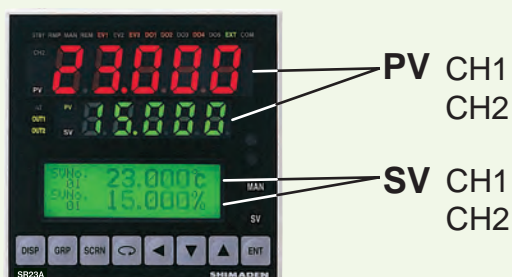 STBY RMP MAN REM EV1 EV2 EV3 DO1 DO2 DO3 DO4 DO5 EXT COM
CH2
23.000
PV
PV
OUT1
OUT2
SV
15.000
SVNo.
01
23.000℃
SVNo.
01
15.000%
MAN
SV
DISP GRP SCRN ENT
SR23A
SHIMADEN
PV CH1
CH2
SV CH1
CH2